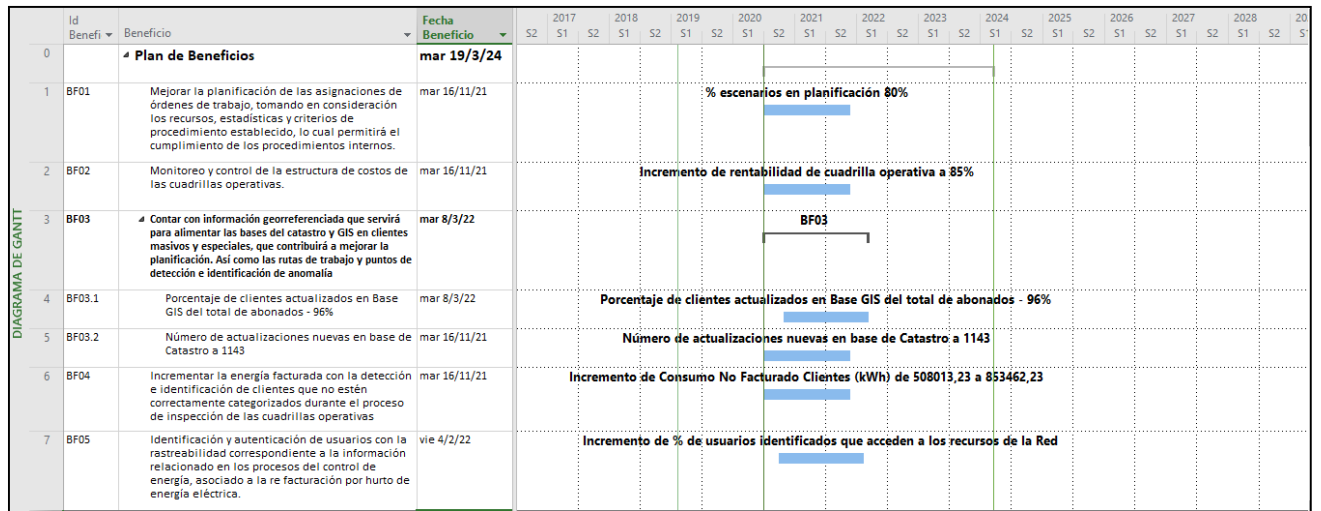 Id
Benefi
Beneficio
Fecha
Beneficio
2017 2018 2019 2020 2021 2022 2023 2024 2025 2026 2027 2028 20
S2 S1 S2 S1 S2 S1 S2 S1 S2 S1 S2 S1 S2 S1 S2 S1 S2 S1 S2 S1 S2 S1 S2 S1 S2 S1
DIAGRAMA DE GANTT
0 Plan de Beneficios mar 19/3/24
1 BF01 Mejorar la planificación de las asignaciones de mar 16/11/21 % escenarios en planificación 80%
órdenes de trabajo, tomando en consideración
los recursos, estadísticas y criterios de
procedimiento establecido, lo cual permitirá el
cumplimiento de los procedimientos internos.
2 BF02 Monitoreo y control de la estructura de costos de mar 16/11/21 Incremento de rentabilidad de cuadrilla operativa a 85%
las cuadrillas operativas.
3 BF03 Contar con información georreferenciada que servirá mar 8/3/22 BF03
para alimentar las bases del catastro y GIS en clientes
masivos y especiales, que contribuirá a mejorar la
planificación. Así como las rutas de trabajo y puntos de
detección e identificación de anomalía
4 BF03.1 Porcentaje de clientes actualizados en Base mar 8/3/22 Porcentaje de clientes actualizados en Base GIS del total de abonados - 96%
GIS del total de abonados - 96%
5 BF03.2 Número de actualizaciones nuevas en base de mar 16/11/21 Número de actualizaciones nuevas en base de Catastro a 1143
Catastro a 1143
6 BF04 Incrementar la energía facturada con la detección mar 16/11/21 Incremento de Consumo No Facturado Clientes (kWh) de 508013,23 a 853462,23
e identificación de clientes que no estén
correctamente categorizados durante el proceso
de inspección de las cuadrillas operativas
7 BF05 Identificación y autenticación de usuarios con la vie 4/2/22 Incremento de % de usuarios identificados que acceden a los recursos de la Red
rastreabilidad correspondiente a la información
relacionado en los procesos del control de
energía, asociado a la re facturación por hurto de
energía eléctrica.